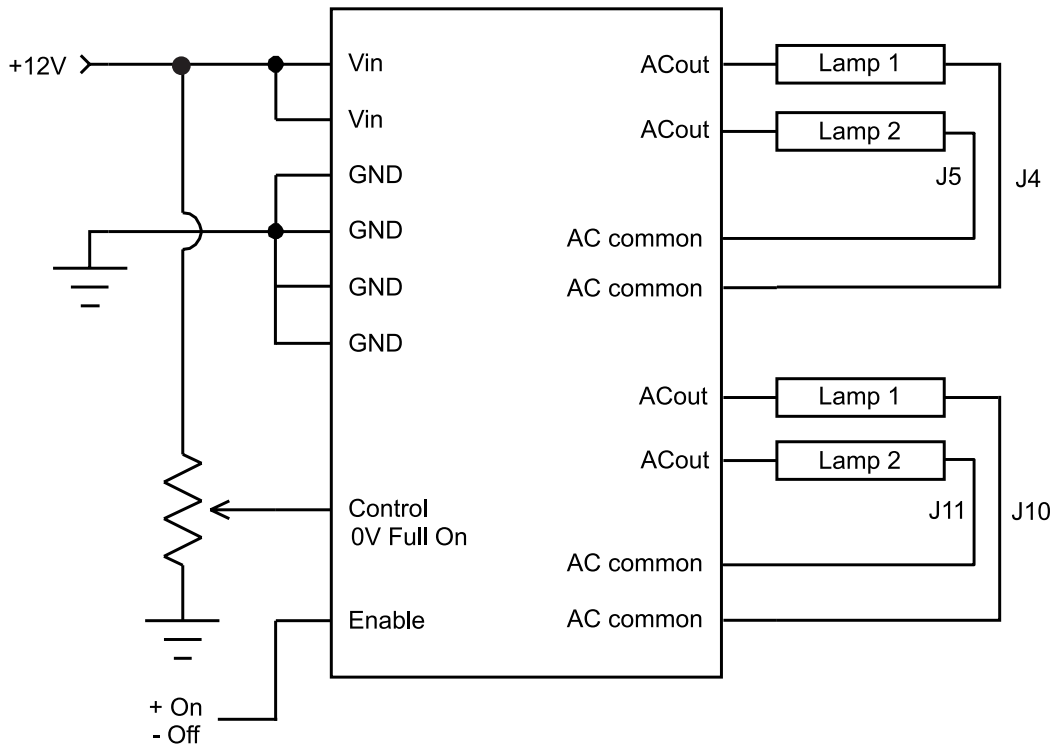 +12V
Vin
Vin
GND
GND
GND
GND
Control
0V Full On
Enable
+ On
- Off
ACout
Lamp 1
ACout
Lamp 2
J5
J4
AC common
AC common
ACout
Lamp 1
ACout
Lamp 2
J11
J10
AC common
AC common